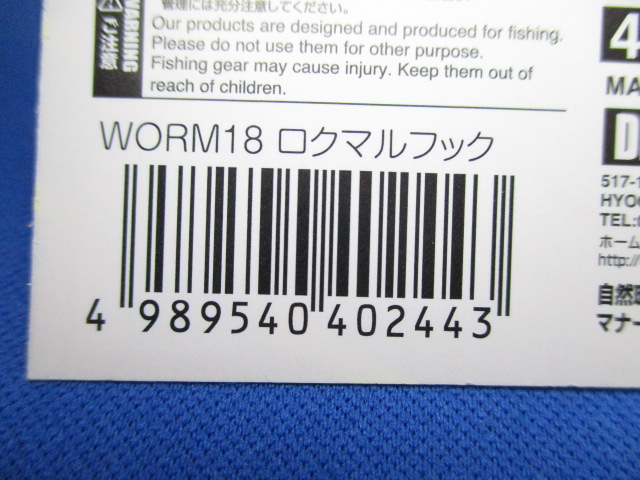 管理には充分注意してください。
WARNING
Our products are designed and produced for fishing.
Please do not use them for other purpose.
Fishing gear may cause injury. Keep them out of
reach of children.
WORM18 ロクマルフック
4 989540 402443
4
MA
517-1
HYO
TEL:
ホーム
http://
自然
マナー